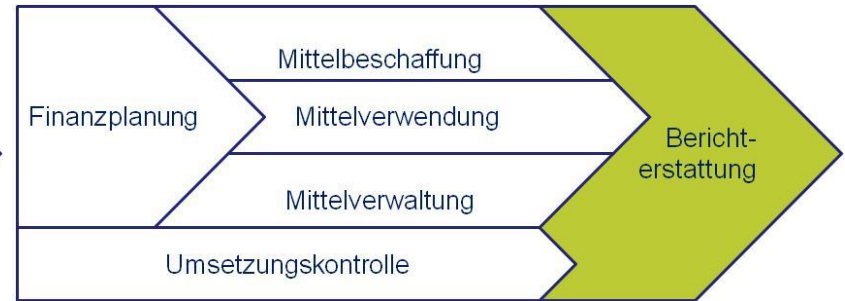 Mittelbeschaffung
Finanzplanung
Mittelverwendung
Bericht-
erstattung
Mittelverwaltung
Umsetzungskontrolle